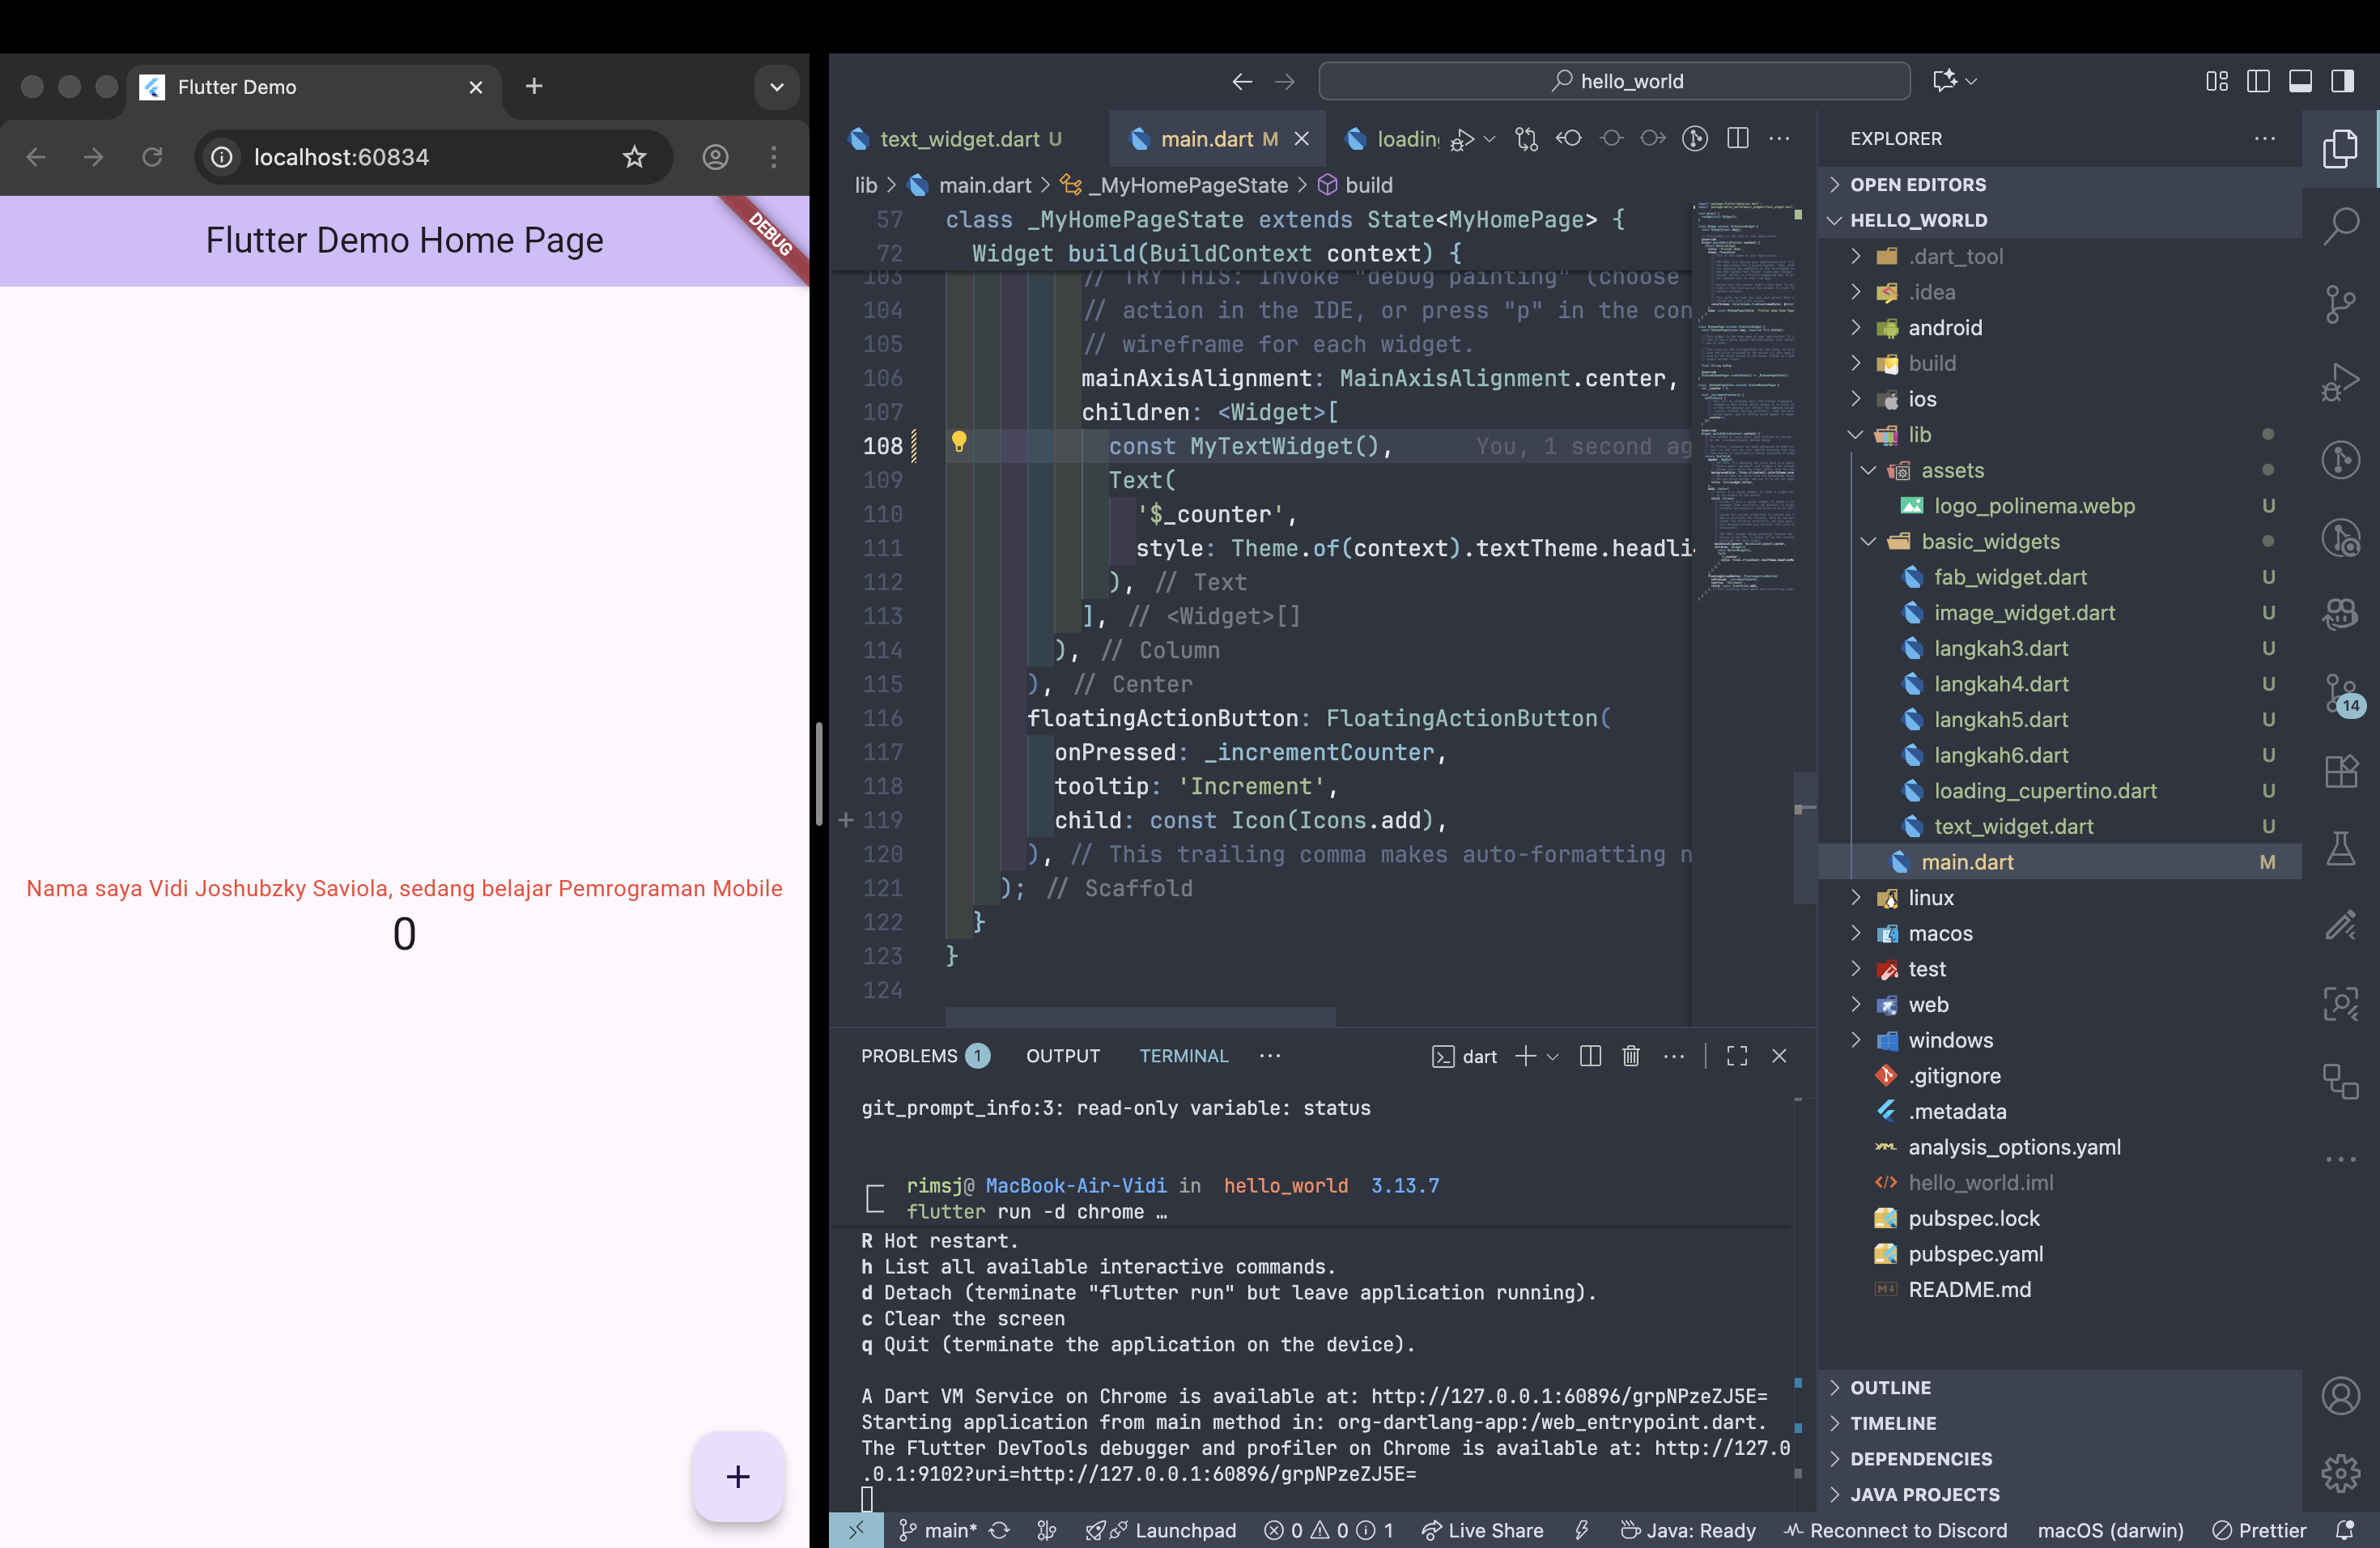 Flutter Demo
localhost:60834
Flutter Demo Home Page
DEBUG
Nama saya Vidi Joshubzky Saviola, sedang belajar Pemrograman Mobile
0
+
hello_world
text_widget.dart U
main.dart M
loadin
lib > main.dart > _MyHomePageState > build
57 class _MyHomePageState extends State<MyHomePage> {
72 Widget build(BuildContext context) {
103 // TRY THIS: Invoke "debug painting" (choose
104 // action in the IDE, or press "p" in the con
105 // wireframe for each widget.
106 mainAxisAlignment: MainAxisAlignment.center,
107 children: <Widget>[
108 const MyTextWidget(), You, 1 second ag
109 Text(
110 '$_counter',
111 style: Theme.of(context).textTheme.headli
112 ), // Text
113 ], // <Widget>[]
114 ), // Column
115 ), // Center
116 floatingActionButton: FloatingActionButton(
117 onPressed: _incrementCounter,
118 tooltip: 'Increment',
119 child: const Icon(Icons.add),
120 ), // This trailing comma makes auto-formatting n
121 ); // Scaffold
122 }
123 }
124
PROBLEMS 1 OUTPUT TERMINAL ...
dart
git_prompt_info:3: read-only variable: status
rimsj@ MacBook-Air-Vidi in hello_world 3.13.7
flutter run -d chrome …
R Hot restart.
h List all available interactive commands.
d Detach (terminate "flutter run" but leave application running).
c Clear the screen
q Quit (terminate the application on the device).
A Dart VM Service on Chrome is available at: http://127.0.0.1:60896/grpNPzeZJ5E=
Starting application from main method in: org-dartlang-app:/web_entrypoint.dart.
The Flutter DevTools debugger and profiler on Chrome is available at: http://127.0
.0.1:9102?uri=http://127.0.0.1:60896/grpNPzeZJ5E=
EXPLORER
OPEN EDITORS
HELLO_WORLD
.dart_tool
.idea
android
build
ios
lib
assets
logo_polinema.webp U
basic_widgets
fab_widget.dart U
image_widget.dart U
langkah3.dart U
langkah4.dart U
langkah5.dart U
langkah6.dart U
loading_cupertino.dart U
text_widget.dart U
main.dart M
linux
macos
test
web
windows
.gitignore
.metadata
analysis_options.yaml
hello_world.iml
pubspec.lock
pubspec.yaml
README.md
OUTLINE
TIMELINE
DEPENDENCIES
JAVA PROJECTS
14
main* Launchpad 0 0 1 Live Share Java: Ready Reconnect to Discord macOS (darwin) Prettier